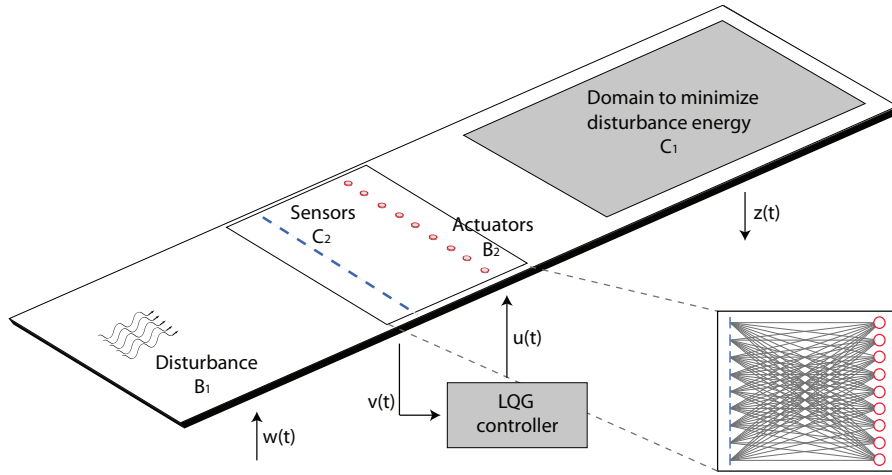 Domain to minimize
disturbance energy
C1
z(t)
Sensors
C2
Actuators
B2
Disturbance
B1
w(t)
v(t)
u(t)
LQG
controller